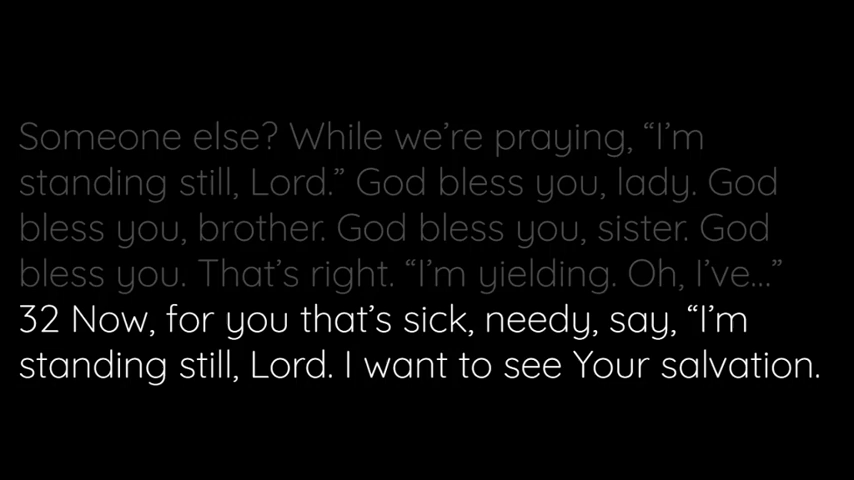 Someone else? While we’re praying, “I’m
standing still, Lord.” God bless you, lady. God
bless you, brother. God bless you, sister. God
bless you. That’s right. “I’m yielding. Oh, I’ve…”
32 Now, for you that’s sick, needy, say, “I’m
standing still, Lord. I want to see Your salvation.